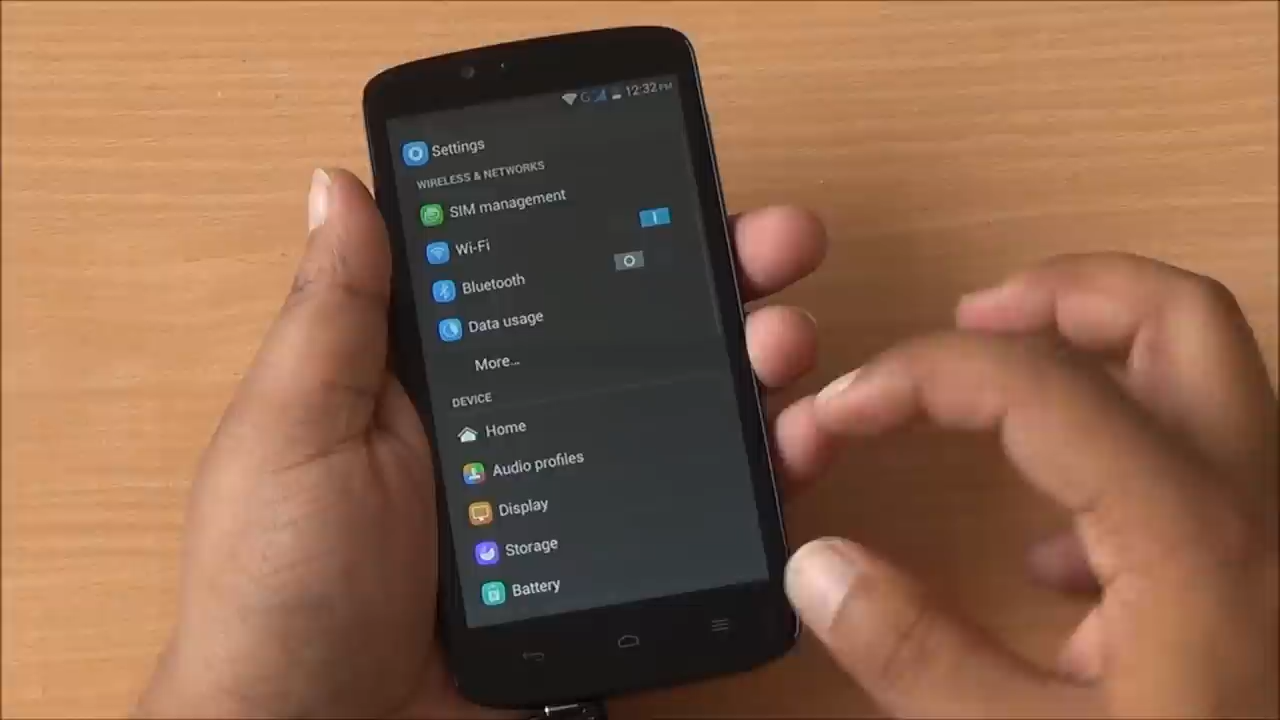 G 12:32 PM
Settings
WIRELESS & NETWORKS
SIM management
Wi-Fi
Bluetooth
Data usage
More...
DEVICE
Home
Audio profiles
Display
Storage
Battery